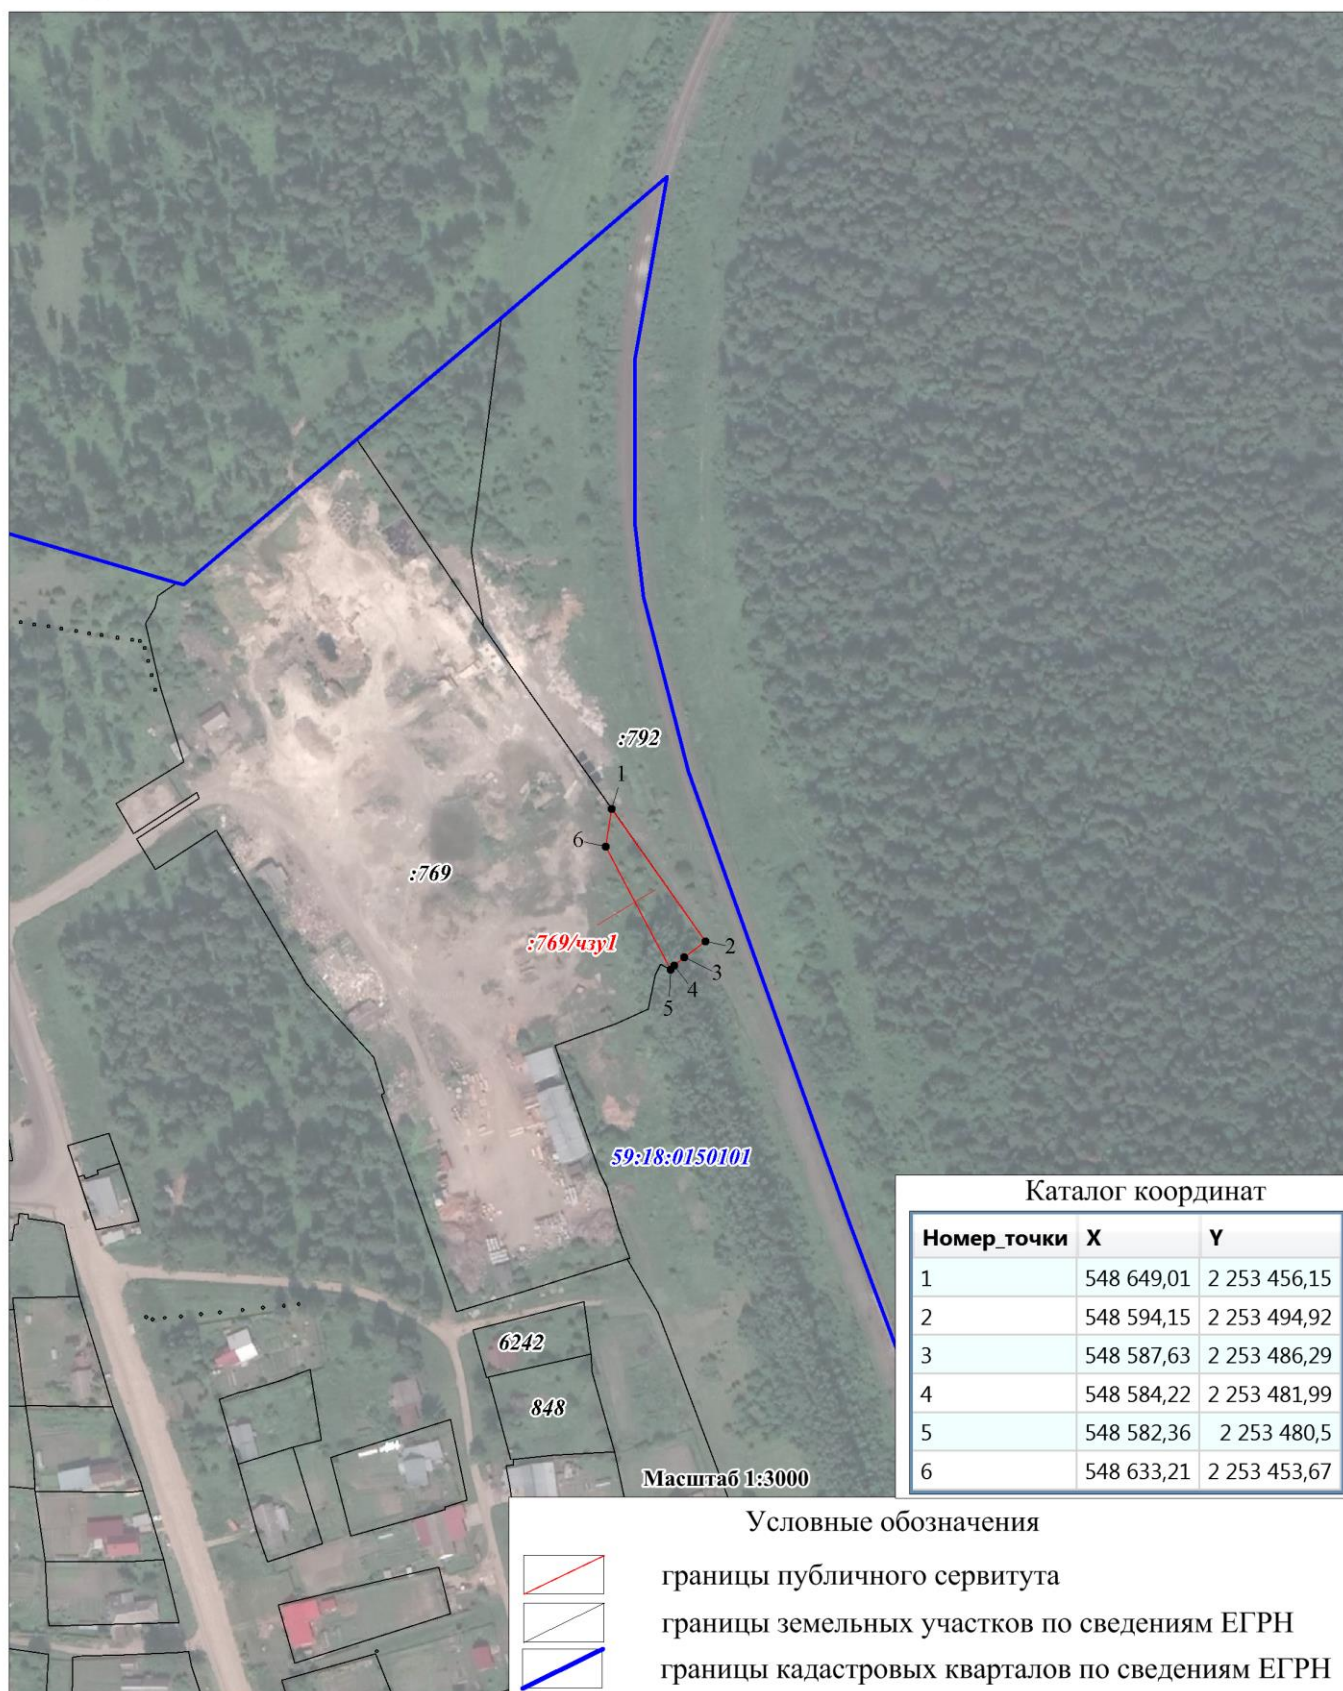 :792
1
6
:769
:769/чзу1
2
3
4
5
59:18:0150101
Каталог координат
Номер_точки X Y
1 548 649,01 2 253 456,15
2 548 594,15 2 253 494,92
3 548 587,63 2 253 486,29
4 548 584,22 2 253 481,99
5 548 582,36 2 253 480,5
6 548 633,21 2 253 453,67
6242
848
Масштаб 1:3000
Условные обозначения
границы публичного сервитута
границы земельных участков по сведениям ЕГРН
границы кадастровых кварталов по сведениям ЕГРН